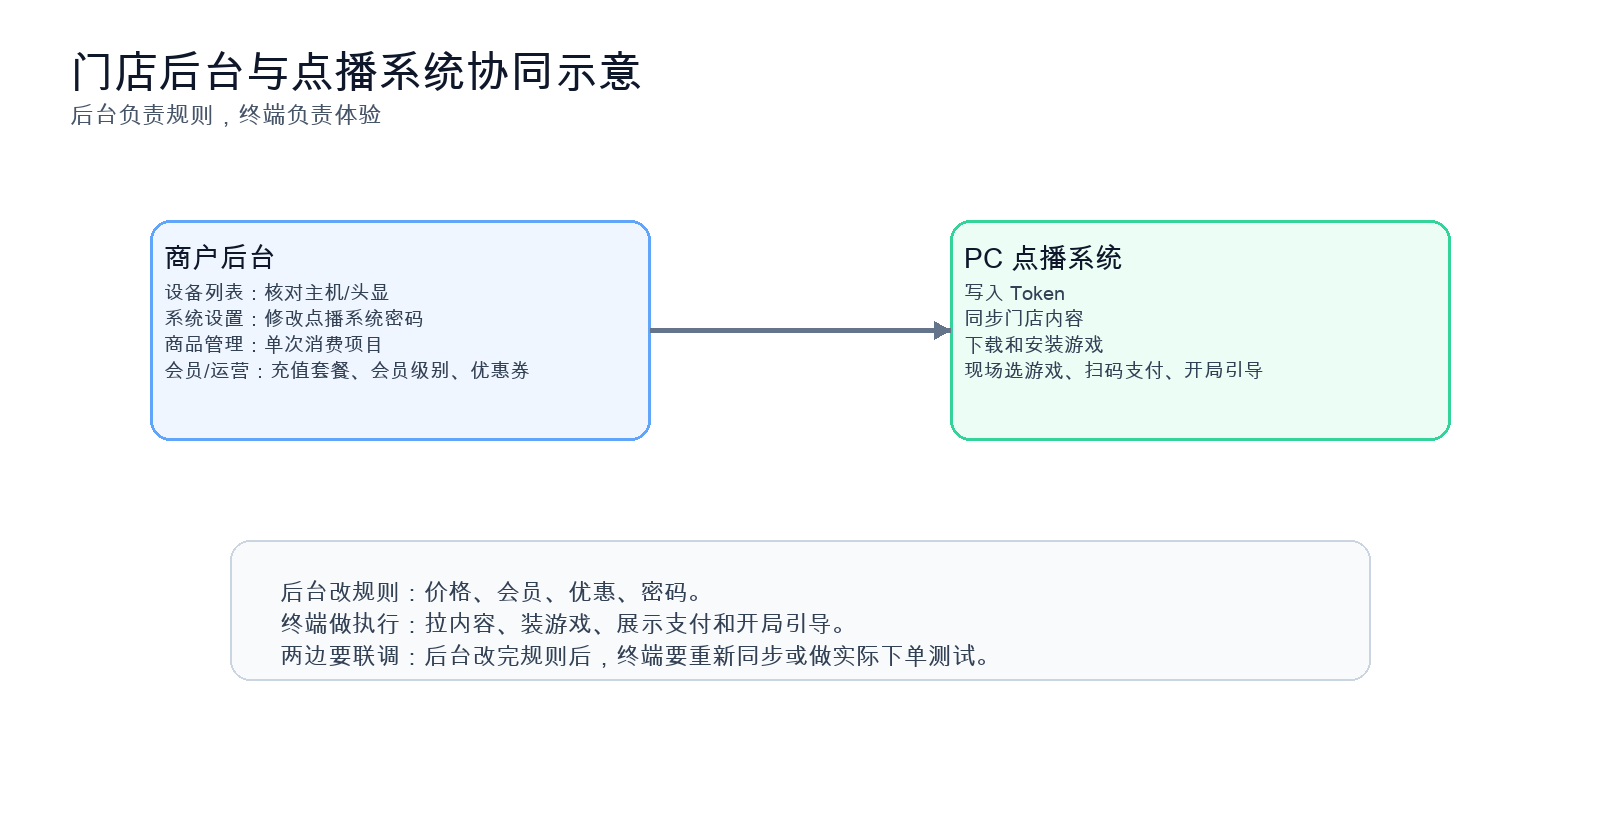 门店后台与点播系统协同示意
后台负责规则，终端负责体验
商户后台
设备列表：核对主机/头显
系统设置：修改点播系统密码
商品管理：单次消费项目
会员/运营：充值套餐、会员级别、优惠券
PC 点播系统
写入 Token
同步门店内容
下载和安装游戏
现场选游戏、扫码支付、开局引导
后台改规则：价格、会员、优惠、密码。
终端做执行：拉内容、装游戏、展示支付和开局引导。
两边要联调：后台改完规则后，终端要重新同步或做实际下单测试。